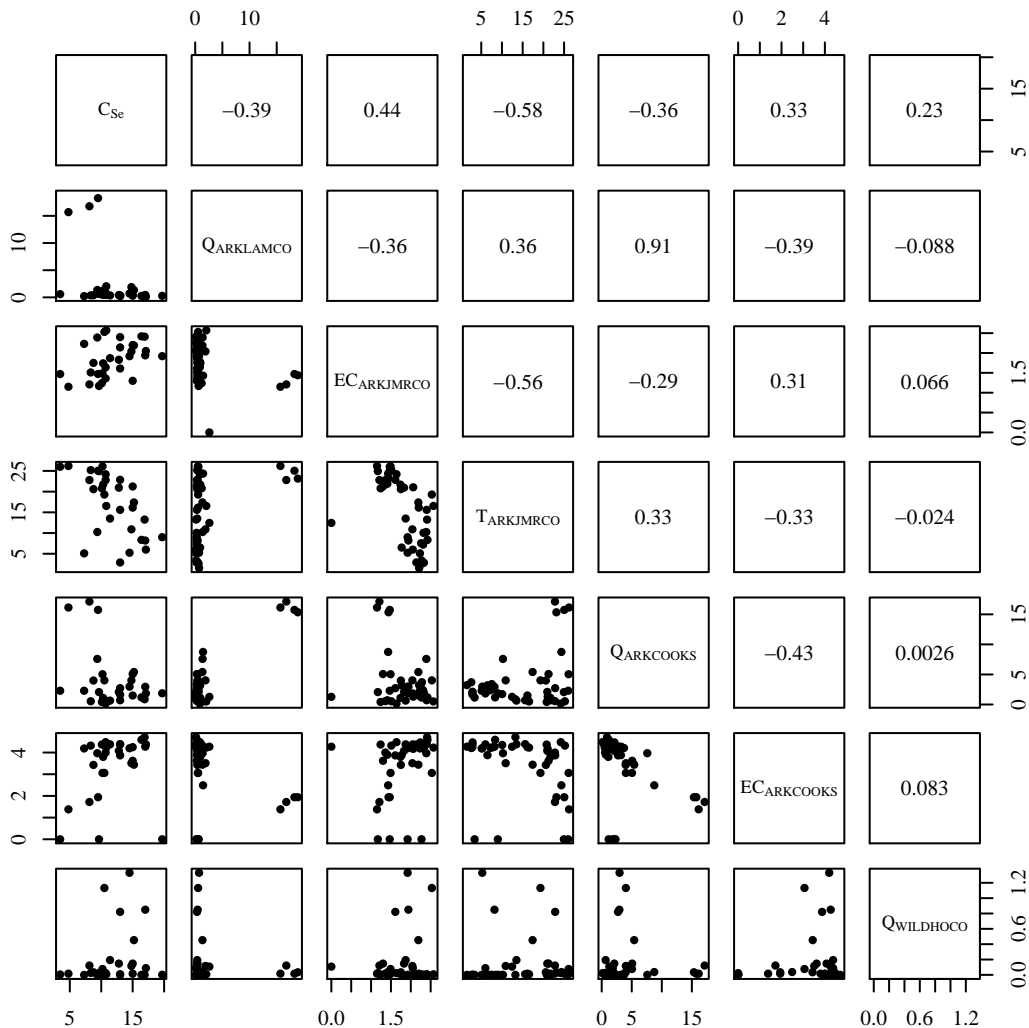 0 10 5 15 25 0 2 4
C_Se –0.39 0.44 –0.58 –0.36 0.33 0.23 5 15
0 10 Q_ARKLAMCO –0.36 0.36 0.91 –0.39 –0.088
EC_ARKJMRCO –0.56 –0.29 0.31 0.066 0.0 1.5
5 15 25 T_ARKJMRCO 0.33 –0.33 –0.024
Q_ARKCOOKS –0.43 0.0026 0 5 15
0 2 4 EC_ARKCOOKS 0.083
Q_WILDHOCO 0.0 0.6 1.2
5 15 0.0 1.5 0 5 15 0.0 0.6 1.2